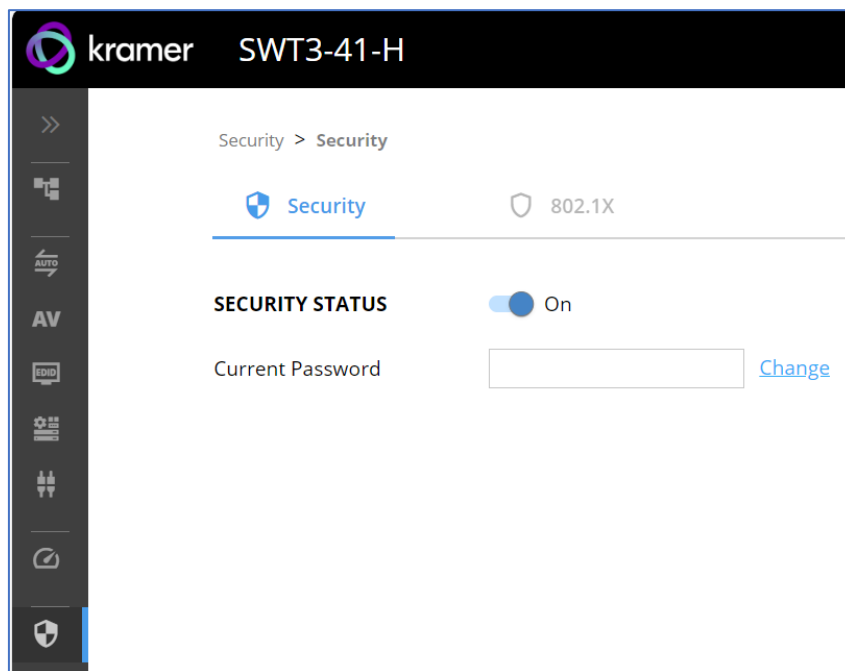 kramer SWT3-41-H
Security > Security
Security 802.1X
AUTO
SECURITY STATUS On
AV
Current Password Change
EDID